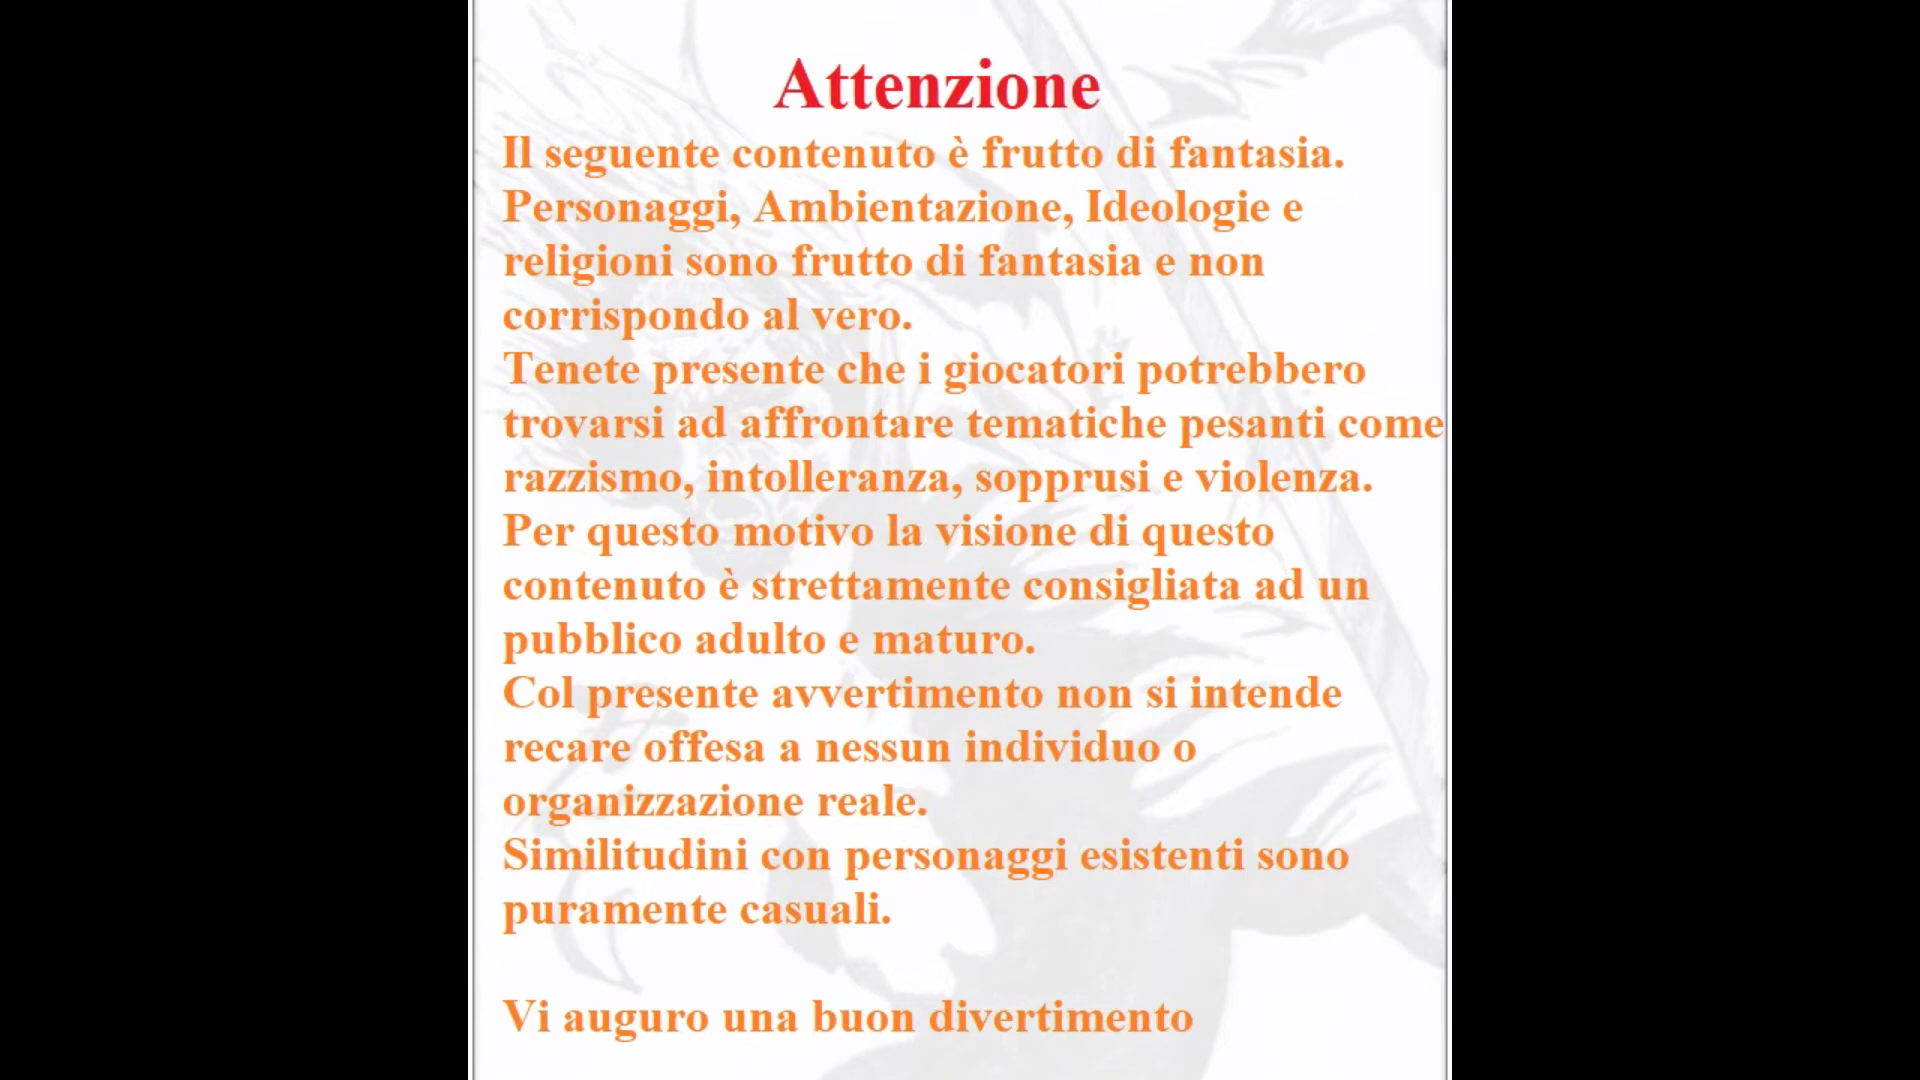 Attenzione
Il seguente contenuto è frutto di fantasia.
Personaggi, Ambientazione, Ideologie e
religioni sono frutto di fantasia e non
corrispondo al vero.
Tenete presente che i giocatori potrebbero
trovarsi ad affrontare tematiche pesanti come
razzismo, intolleranza, sopprusi e violenza.
Per questo motivo la visione di questo
contenuto è strettamente consigliata ad un
pubblico adulto e maturo.
Col presente avvertimento non si intende
recare offesa a nessun individuo o
organizzazione reale.
Similitudini con personaggi esistenti sono
puramente casuali.
Vi auguro una buon divertimento